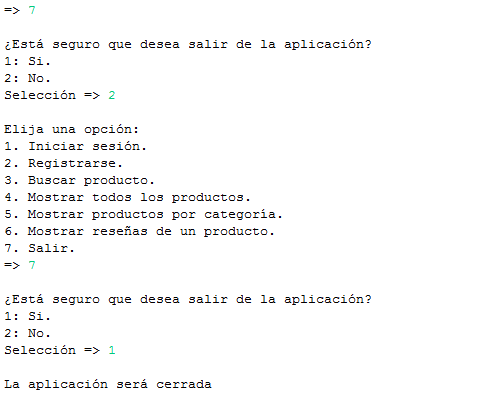 => 7
¿Está seguro que desea salir de la aplicación?
1: Si.
2: No.
Selección => 2
Elija una opción:
1. Iniciar sesión.
2. Registrarse.
3. Buscar producto.
4. Mostrar todos los productos.
5. Mostrar productos por categoría.
6. Mostrar reseñas de un producto.
7. Salir.
=> 7
¿Está seguro que desea salir de la aplicación?
1: Si.
2: No.
Selección => 1
La aplicación será cerrada